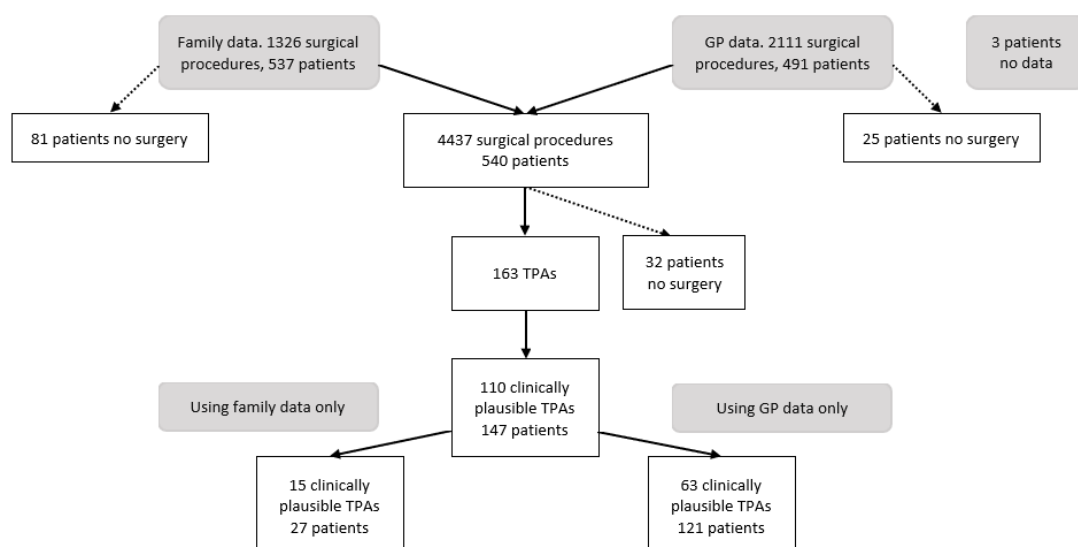 Family data. 1326 surgical
procedures, 537 patients
GP data. 2111 surgical
procedures, 491 patients
3 patients
no data
81 patients no surgery
4437 surgical procedures
540 patients
25 patients no surgery
163 TPAs
32 patients
no surgery
Using family data only
110 clinically
plausible TPAs
147 patients
Using GP data only
15 clinically
plausible TPAs
27 patients
63 clinically
plausible TPAs
121 patients